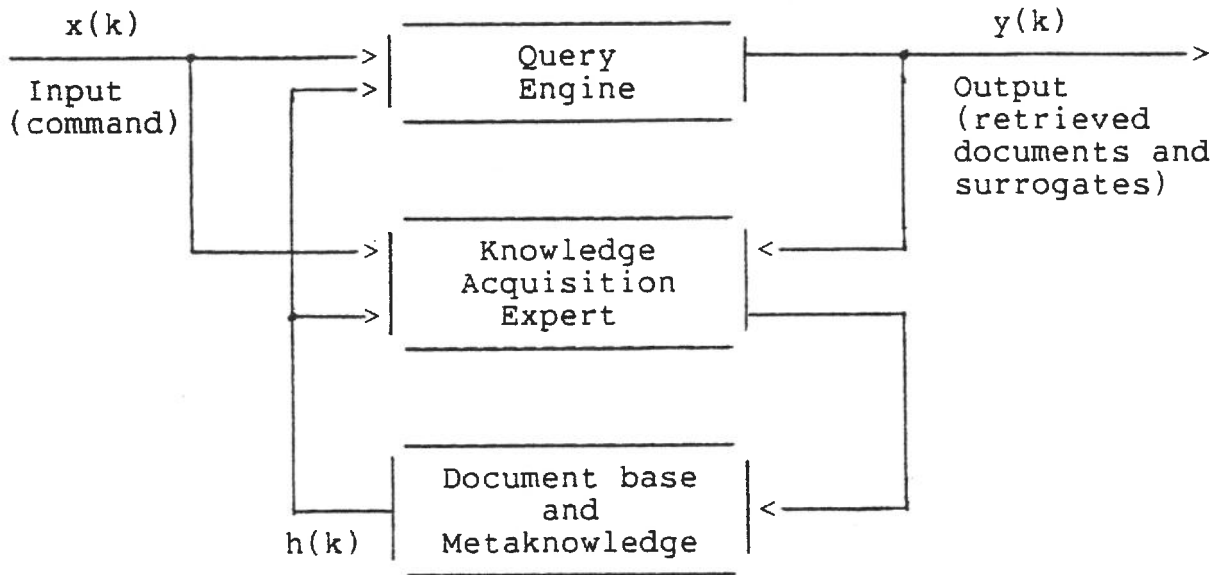 x(k)
Input
(command)
Query
Engine
y(k)
Output
(retrieved
documents and
surrogates)
Knowledge
Acquisition
Expert
Document base
and
Metaknowledge
h(k)